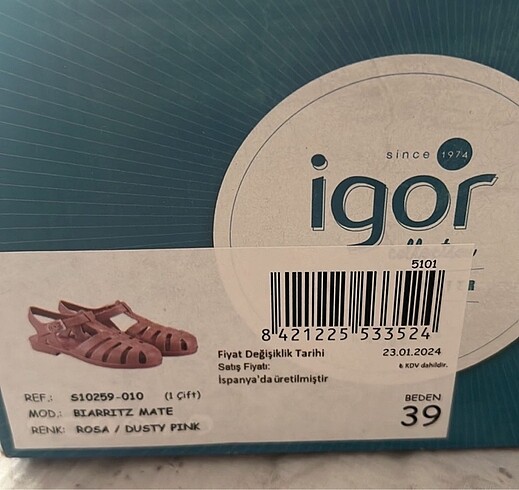 since 1974
igor
5101
8 421225 533524
Fiyat Değişiklik Tarihi 23.01.2024
Satış Fiyatı: ₺ KDV dahildir.
İspanya'da üretilmiştir
REF.: S10259-010 (1 Çift)
MOD.: BIARRITZ MATE
RENK: ROSA / DUSTY PINK
BEDEN
39